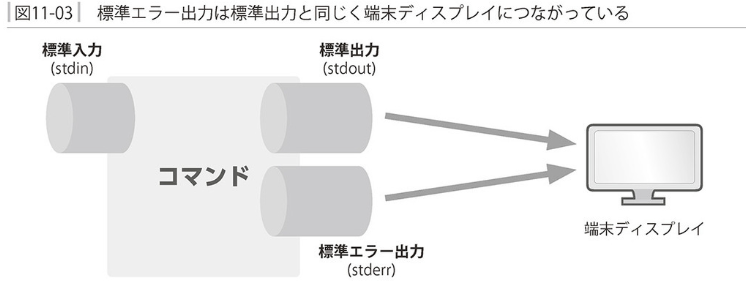 図11-03 標準エラー出力は標準出力と同じく端末ディスプレイにつながっている
標準入力
(stdin)
標準出力
(stdout)
コマンド
標準エラー出力
(stderr)
端末ディスプレイ